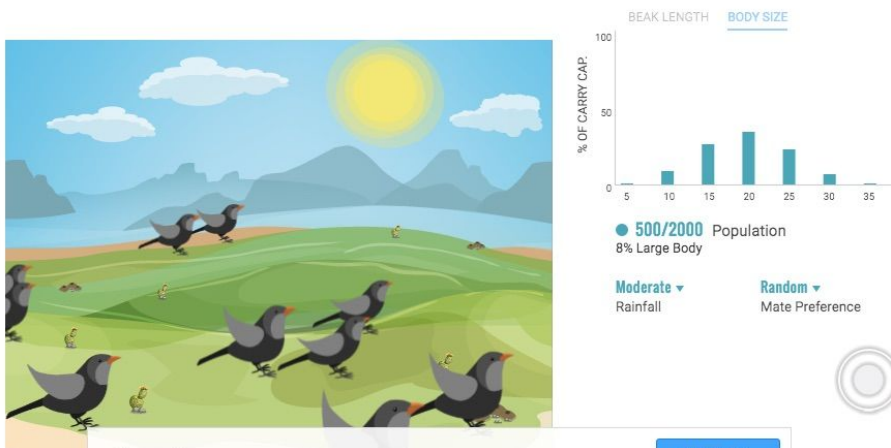 BEAK LENGTH BODY SIZE
% OF CARRY CAP.
100
50
0
5 10 15 20 25 30 35
500/2000 Population
8% Large Body
Moderate Random
Rainfall Mate Preference